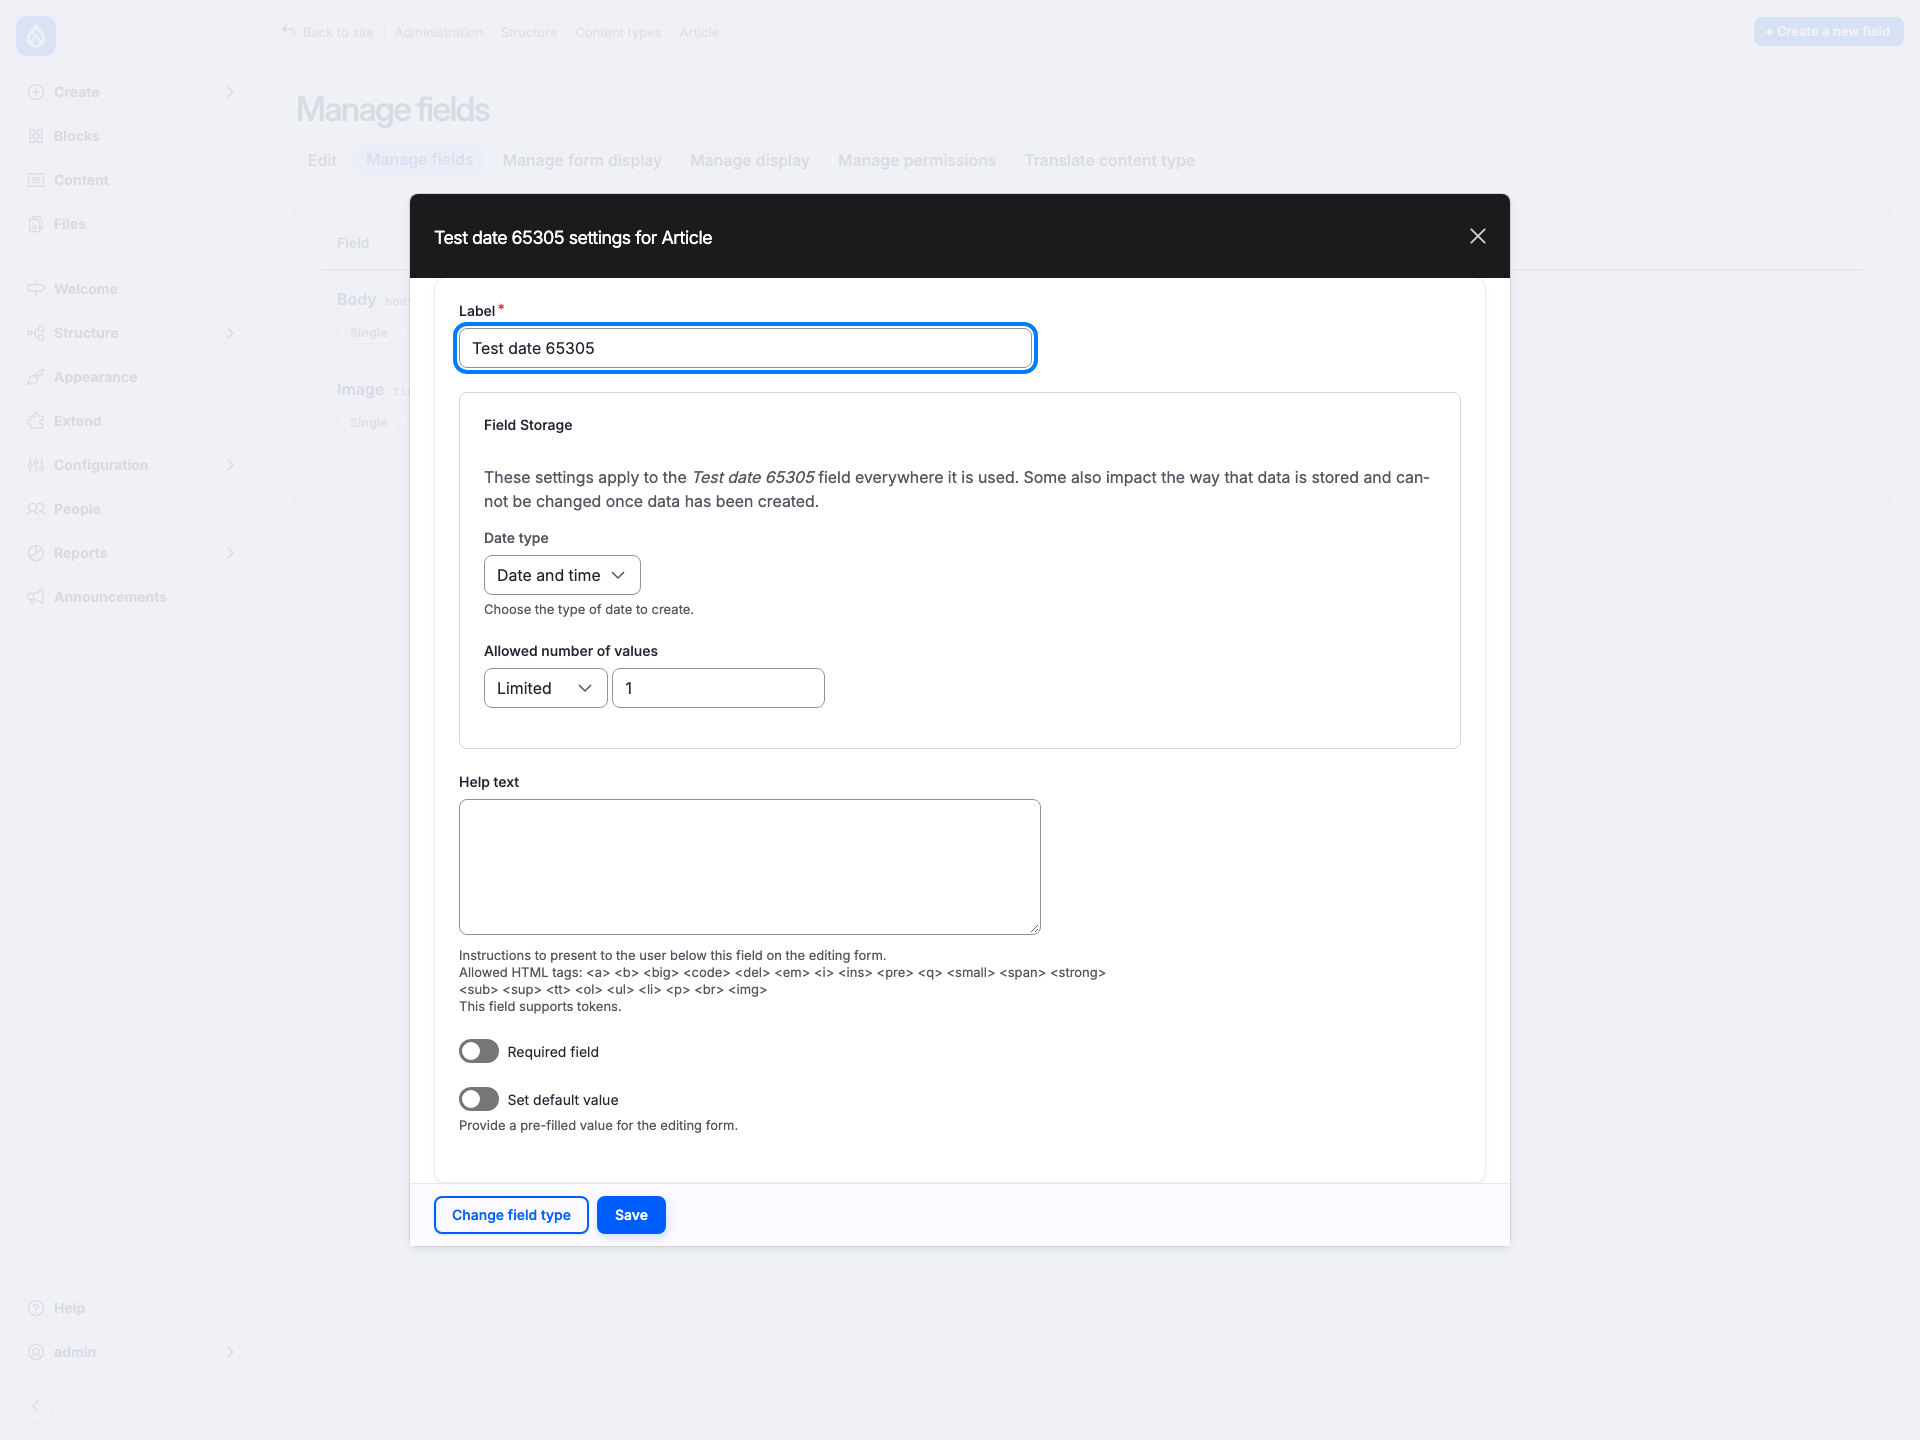 Back to site
Administration
Structure
Content types
Article
+ Create a new field
Create
Blocks
Content
Files
Welcome
Structure
Appearance
Extend
Configuration
People
Reports
Announcements
Help
admin
Manage fields
Edit
Manage fields
Manage form display
Manage display
Manage permissions
Translate content type
Field
Body
Single
Image
Single
Test date 65305 settings for Article
Label*
Test date 65305
Field Storage
These settings apply to the Test date 65305 field everywhere it is used. Some also impact the way that data is stored and can-
not be changed once data has been created.
Date type
Date and time
Choose the type of date to create.
Allowed number of values
Limited
1
Help text
Instructions to present to the user below this field on the editing form.
Allowed HTML tags: <a> <b> <big> <code> <del> <em> <i> <ins> <pre> <q> <small> <span> <strong>
<sub> <sup> <tt> <ol> <ul> <li> <p> <br> <img>
This field supports tokens.
Required field
Set default value
Provide a pre-filled value for the editing form.
Change field type
Save